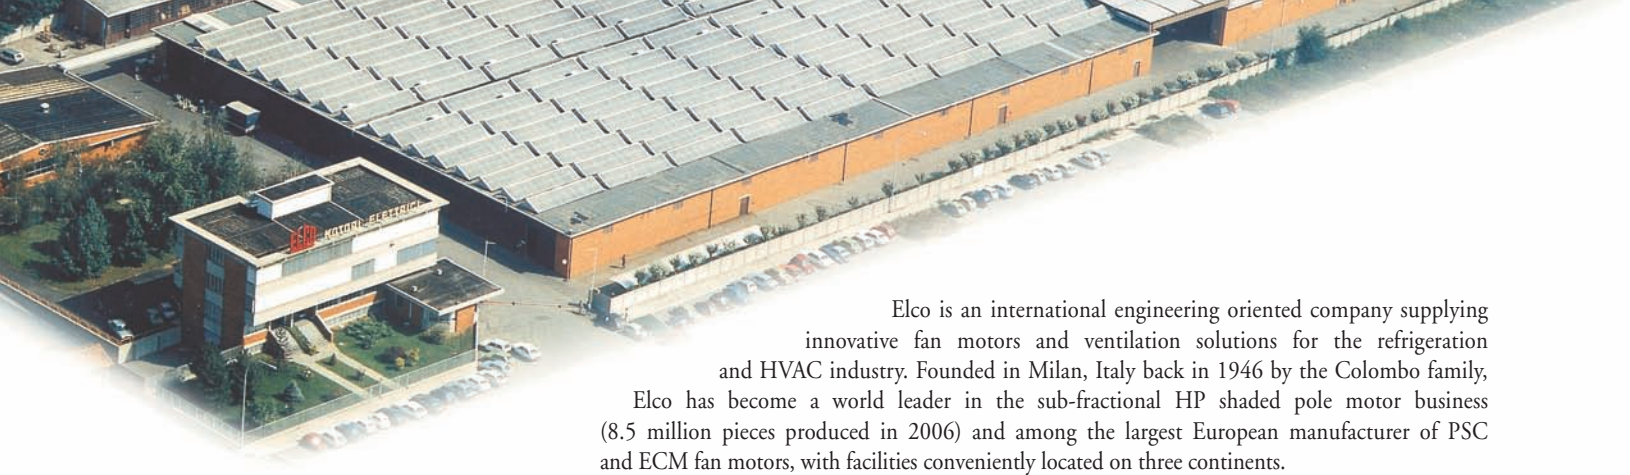 ELCO MOTORI ELETTRICI
Elco is an international engineering oriented company supplying
innovative fan motors and ventilation solutions for the refrigeration
and HVAC industry. Founded in Milan, Italy back in 1946 by the Colombo family,
Elco has become a world leader in the sub-fractional HP shaded pole motor business
(8.5 million pieces produced in 2006) and among the largest European manufacturer of PSC
and ECM fan motors, with facilities conveniently located on three continents.